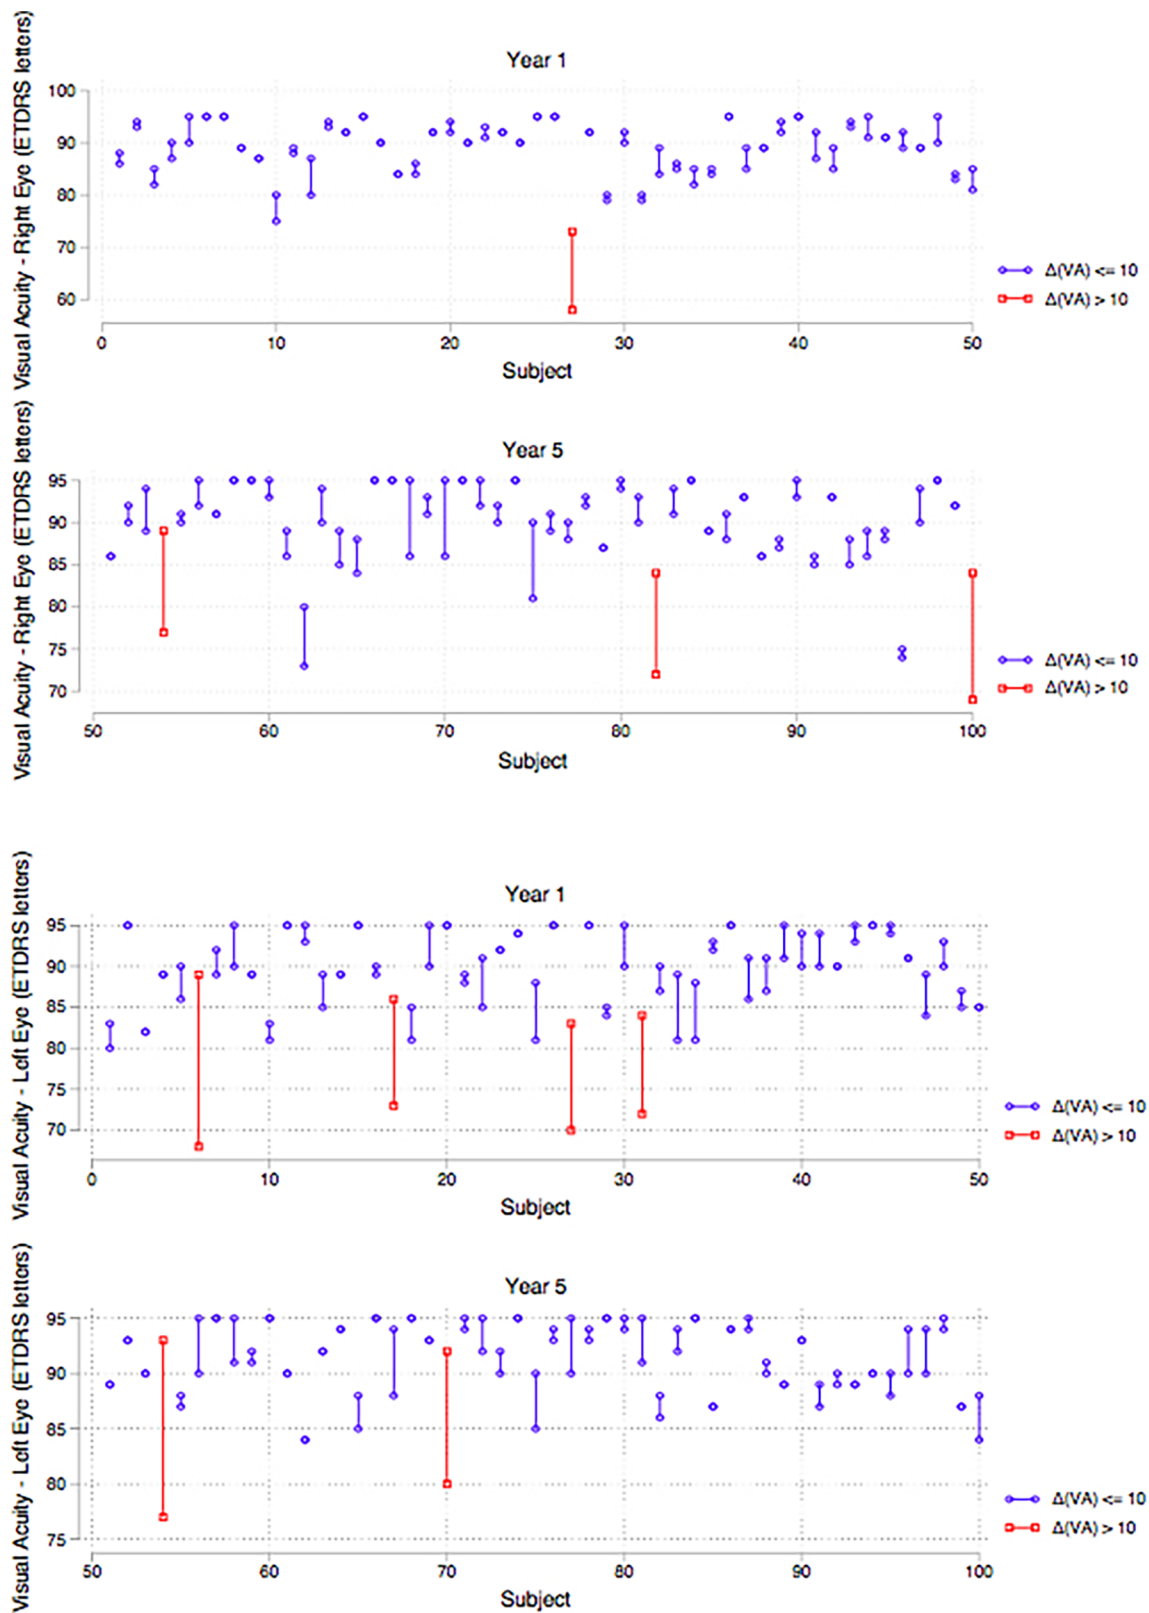 Visual Acuity - Right Eye (ETDRS letters)
Year 1
100
90
80
70
60
0 10 20 30 40 50
Subject
Δ(VA) <= 10
Δ(VA) > 10
Visual Acuity - Right Eye (ETDRS letters)
Year 5
95
90
85
80
75
70
50 60 70 80 90 100
Subject
Δ(VA) <= 10
Δ(VA) > 10
Visual Acuity - Left Eye (ETDRS letters)
Year 1
95
90
85
80
75
70
0 10 20 30 40 50
Subject
Δ(VA) <= 10
Δ(VA) > 10
Visual Acuity - Left Eye (ETDRS letters)
Year 5
95
90
85
80
75
50 60 70 80 90 100
Subject
Δ(VA) <= 10
Δ(VA) > 10